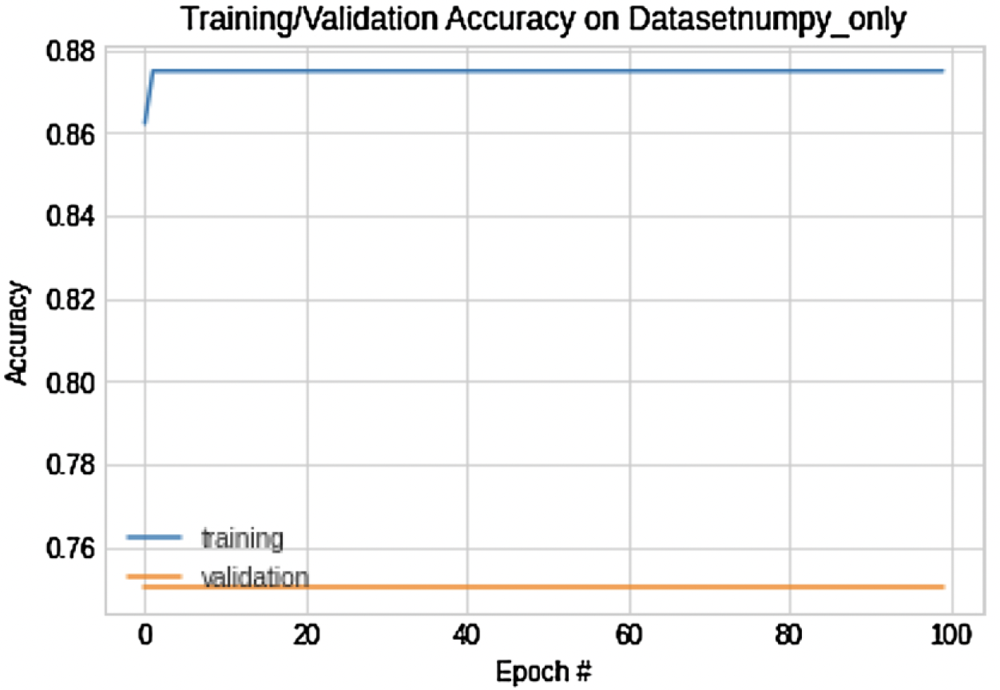 Training/Validation Accuracy on Datasetnumpy_only
0.88
0.86
0.84
0.82
0.80
0.78
0.76
Accuracy
training
validation
0 20 40 60 80 100
Epoch #